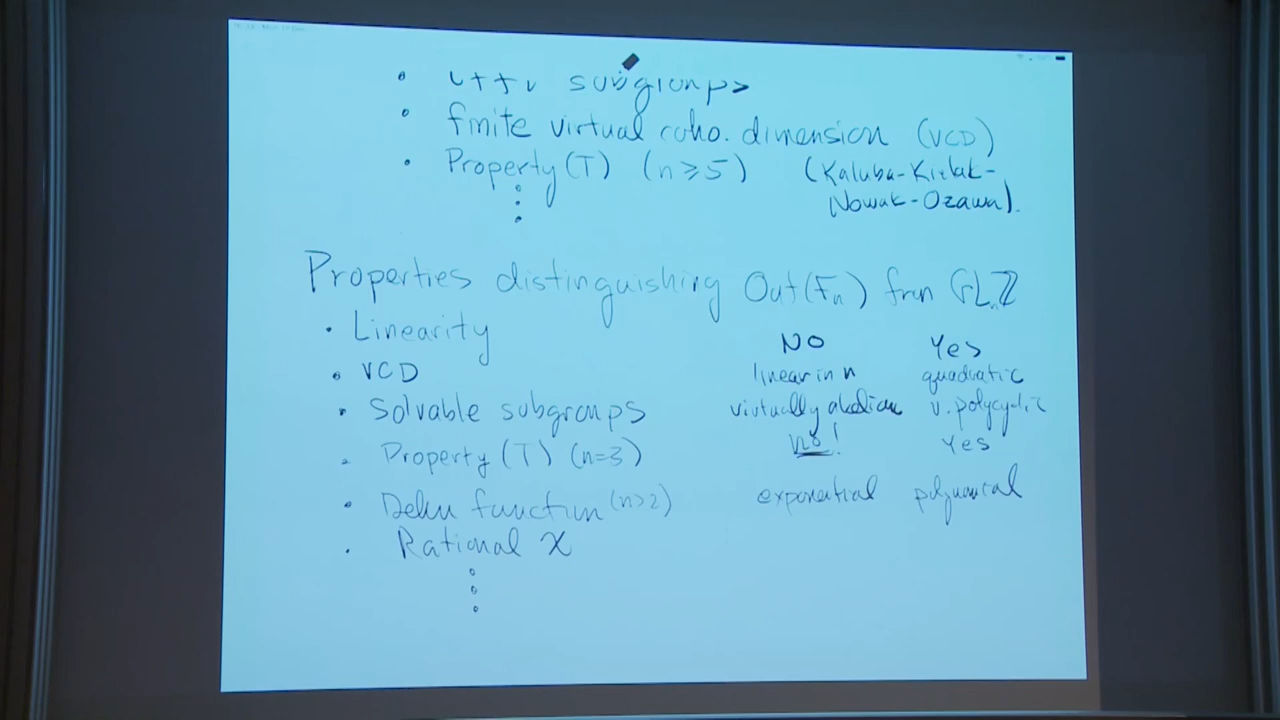 subgroups
finite virtual coho. dimension (VCD)
Property (T) (n≥5) (Kaluba-Kielak-
Nowak-Ozawa).
Properties distinguishing Out(Fn) from GLnℤ
Linearity NO Yes
VCD linear in n quadratic
Solvable subgroups virtually abelian v. polycyclic
Property (T) (n=3) no! Yes
Dehn function (n>2) exponential polynomial
Rational χ